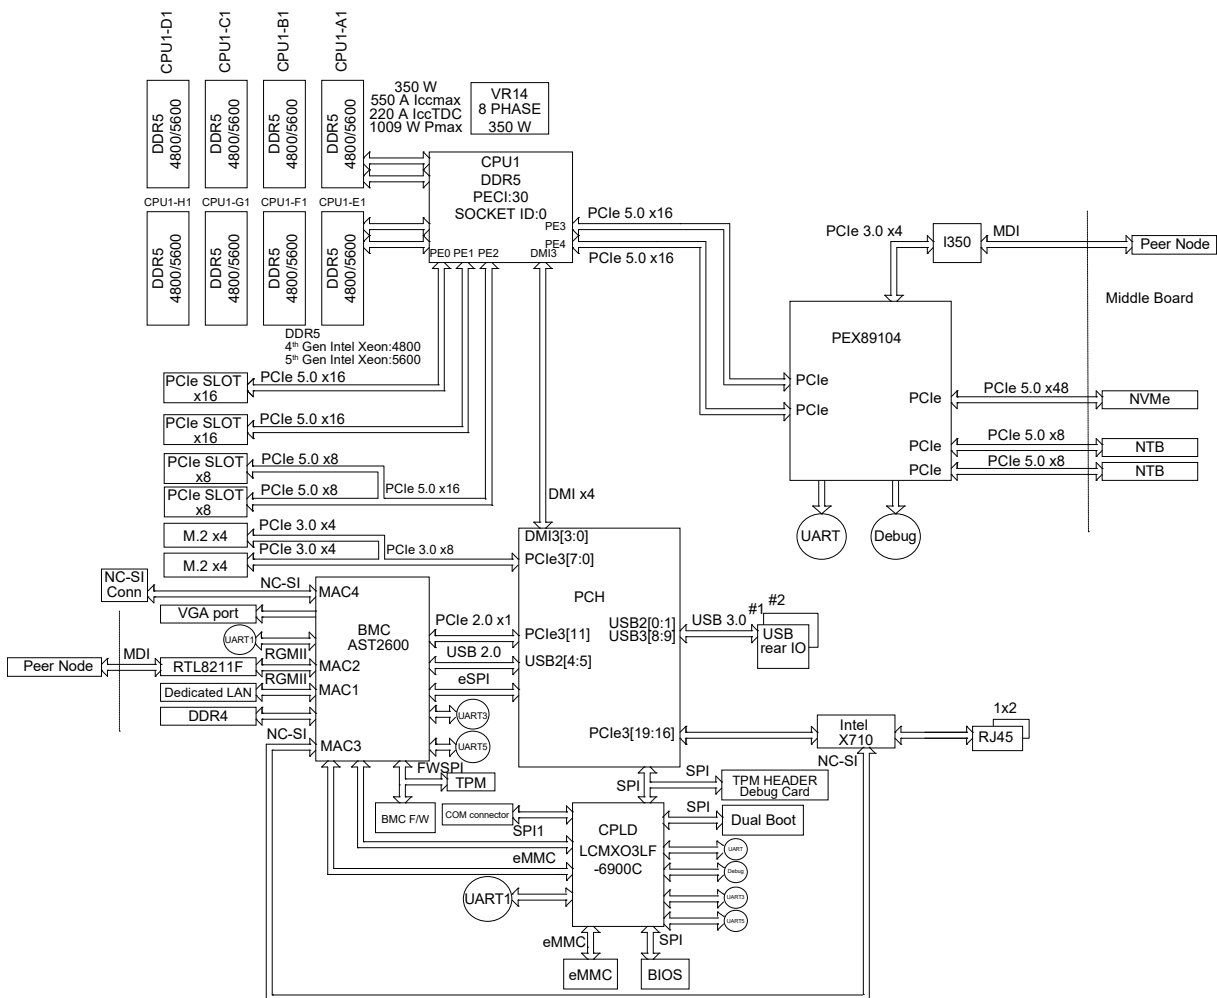 CPU1-D1
CPU1-C1
CPU1-B1
CPU1-A1
DDR5
4800/5600
DDR5
4800/5600
DDR5
4800/5600
DDR5
4800/5600
350 W
550 A Iccmax
220 A IccTDC
1009 W Pmax
VR14
8 PHASE
350 W
CPU1
DDR5
PECI:30
SOCKET ID:0
PE3
PE4
PE0 PE1 PE2
DMI3
CPU1-H1
CPU1-G1
CPU1-F1
CPU1-E1
DDR5
4800/5600
DDR5
4800/5600
DDR5
4800/5600
DDR5
4800/5600
DDR5
4th Gen Intel Xeon:4800
5th Gen Intel Xeon:5600
PCIe 5.0 x16
PCIe 5.0 x16
PCIe 3.0 x4
I350
MDI
Peer Node
Middle Board
PEX89104
PCIe
PCIe
PCIe
PCIe
PCIe
PCIe 5.0 x48
NVMe
PCIe 5.0 x8
NTB
PCIe 5.0 x8
NTB
UART
Debug
PCIe SLOT
x16
PCIe 5.0 x16
PCIe SLOT
x16
PCIe 5.0 x16
PCIe SLOT
x8
PCIe 5.0 x8
PCIe SLOT
x8
PCIe 5.0 x8
PCIe 5.0 x16
DMI x4
M.2 x4
PCIe 3.0 x4
M.2 x4
PCIe 3.0 x4
PCIe 3.0 x8
DMI3[3:0]
PCIe3[7:0]
PCH
USB2[0:1]
USB3[8:9]
PCIe3[11]
USB2[4:5]
PCIe3[19:16]
USB 3.0
#1
#2
USB
rear IO
NC-SI
Conn
NC-SI
MAC4
VGA port
BMC
AST2600
UART1
Peer Node
MDI
RTL8211F
RGMII
MAC2
Dedicated LAN
RGMII
MAC1
DDR4
NC-SI
MAC3
PCIe 2.0 x1
USB 2.0
eSPI
UART3
UART5
FWSPI
TPM
BMC F/W
Intel
X710
NC-SI
1x2
RJ45
SPI
SPI
TPM HEADER
Debug Card
COM connector
SPI1
eMMC
CPLD
LCMXO3LF
-6900C
SPI
Dual Boot
UART
Debug
UART3
UART5
UART1
eMMC
SPI
eMMC
BIOS